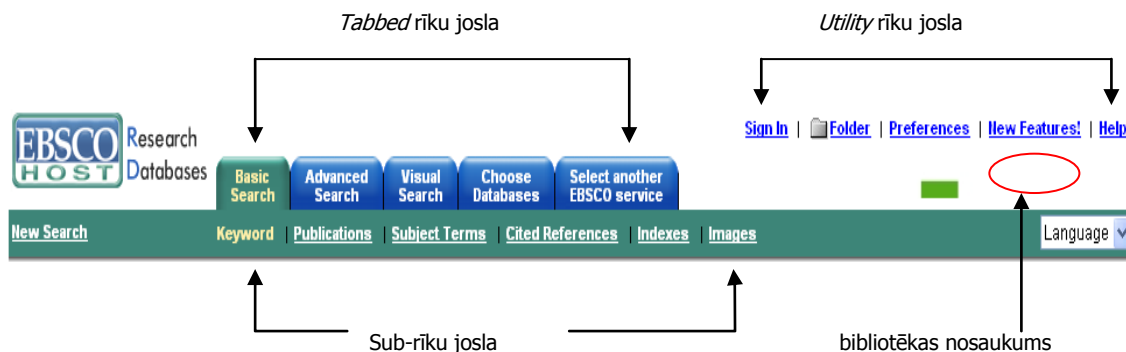 Tabbed rīku josla
Utility rīku josla
Sign In | Folder | Preferences | New Features! | Help
EBSCO HOST Research Databases
Basic Search
Advanced Search
Visual Search
Choose Databases
Select another EBSCO service
New Search
Keyword | Publications | Subject Terms | Cited References | Indexes | Images
Language
Sub-rīku josla
bibliotēkas nosaukums